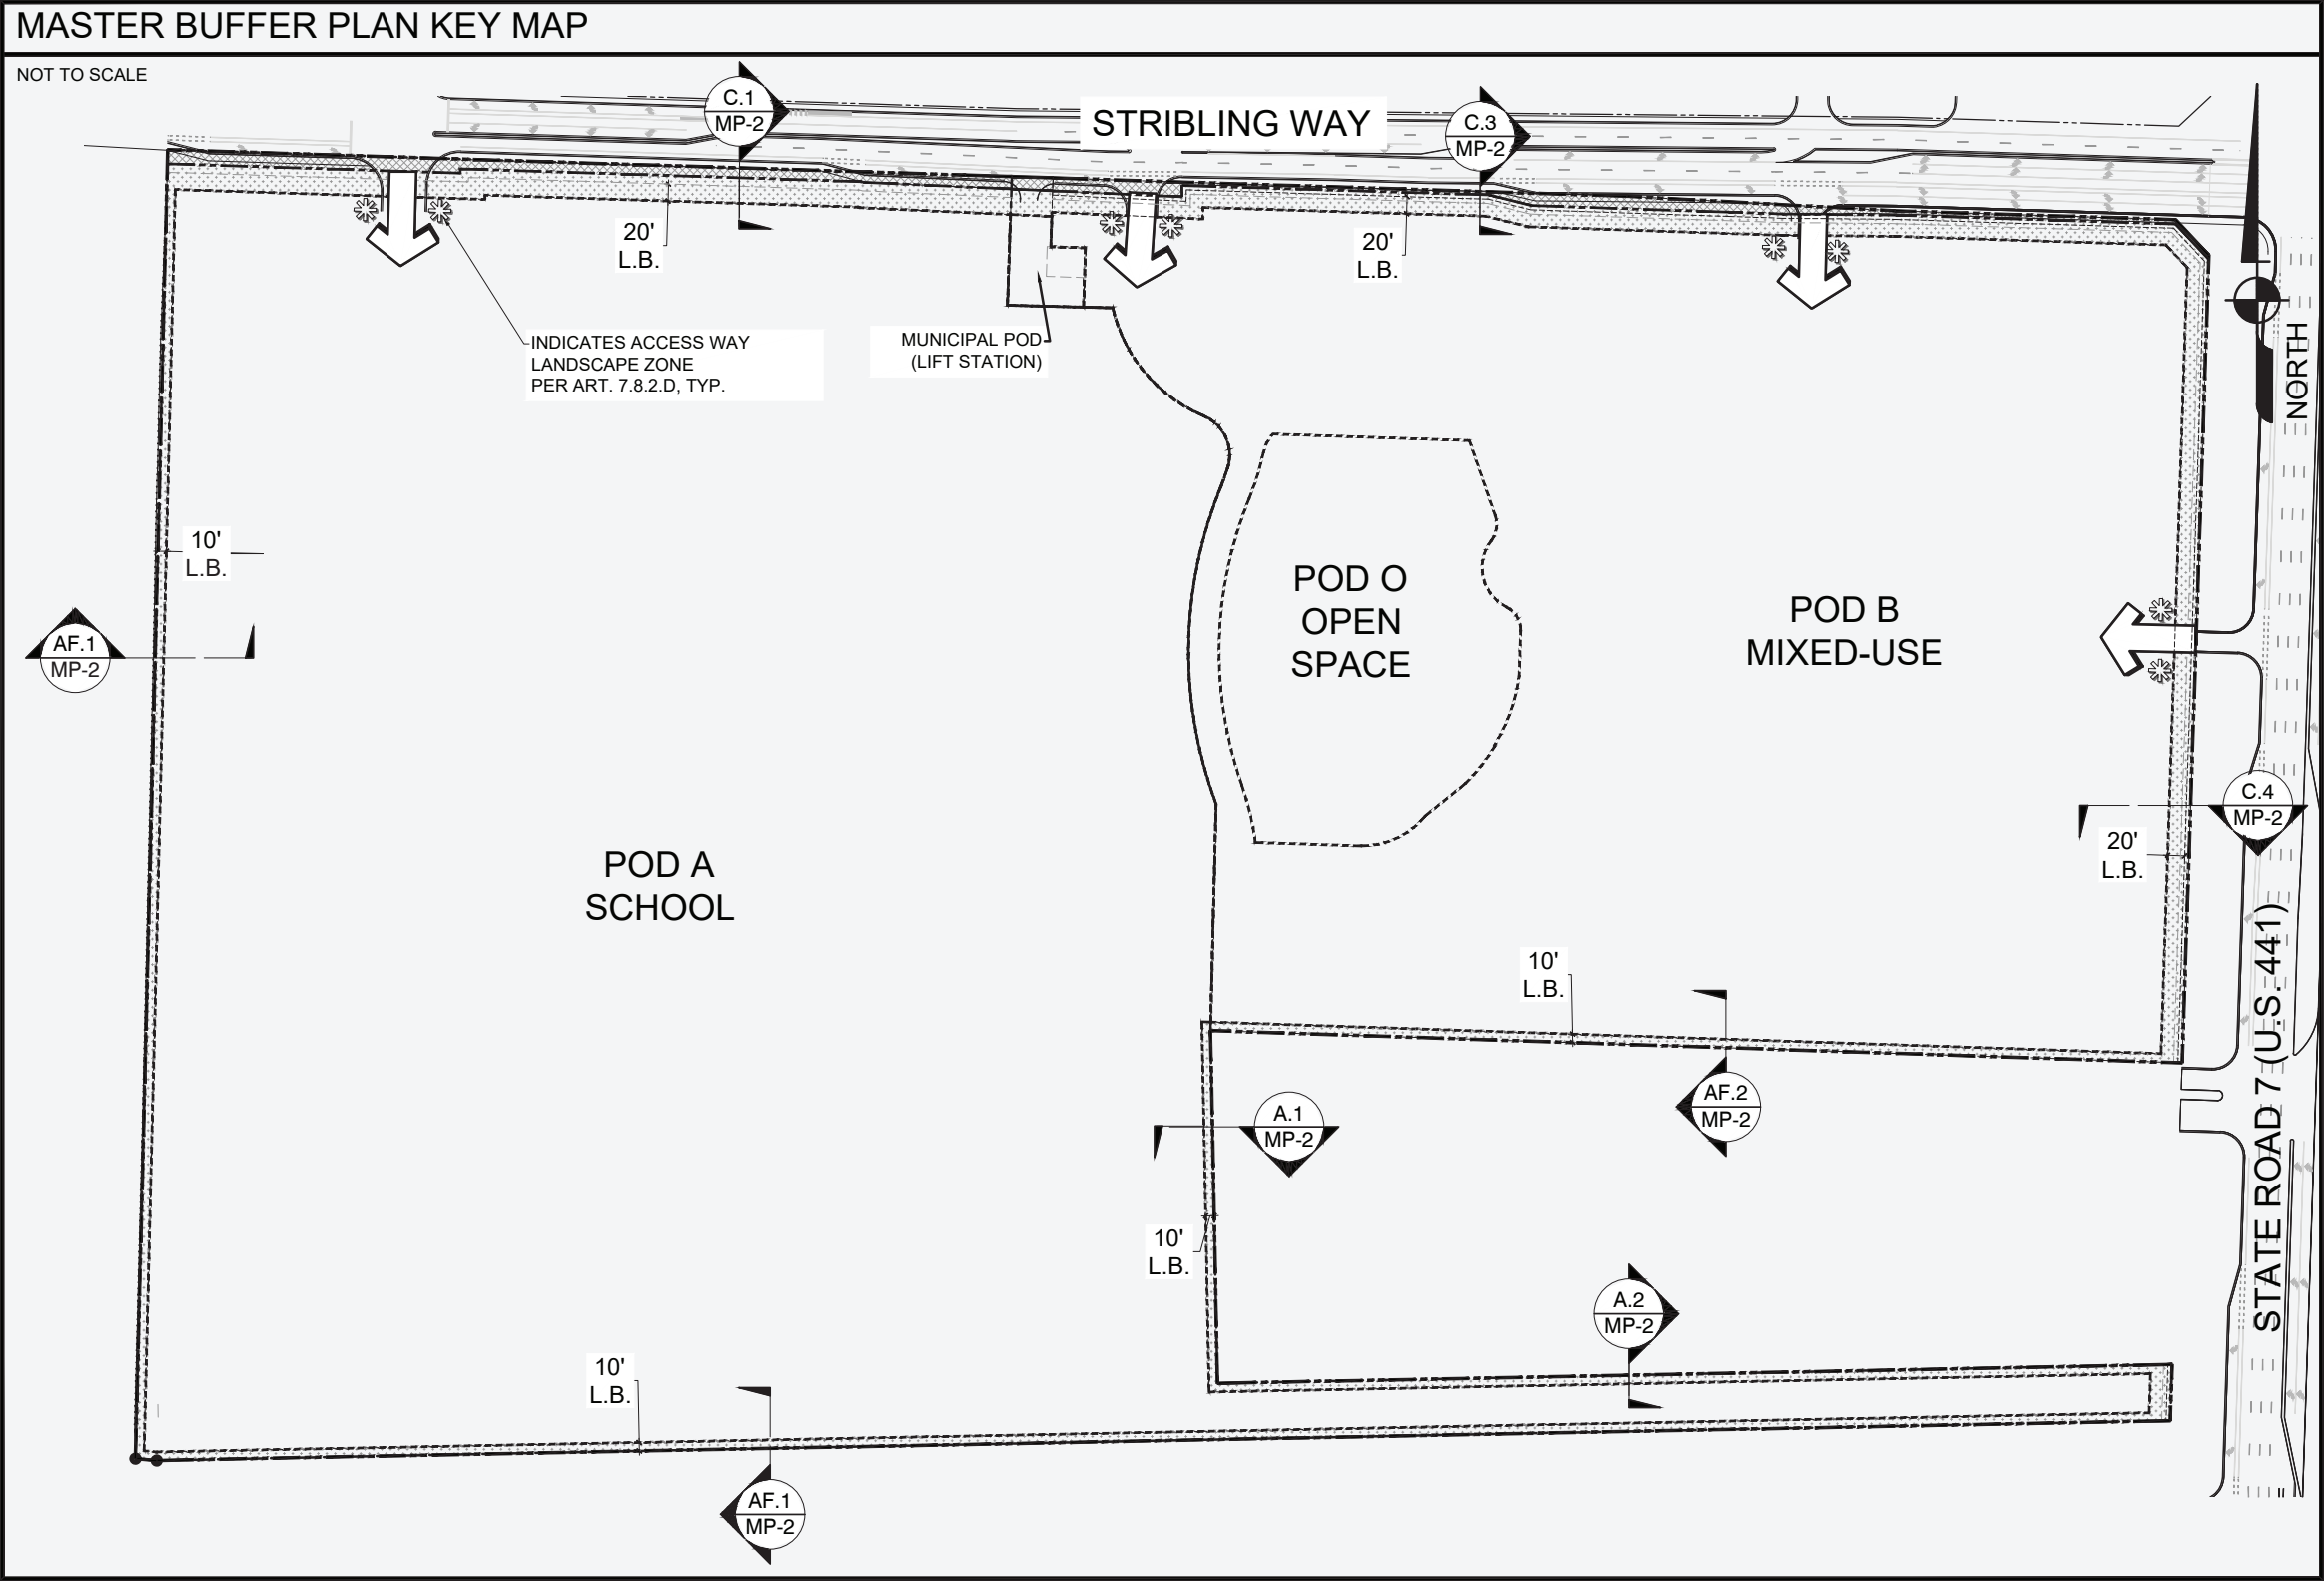 MASTER BUFFER PLAN KEY MAP
NOT TO SCALE
C.1
MP-2
STRIBLING WAY
C.3
MP-2
20'
L.B.
20'
L.B.
INDICATES ACCESS WAY
LANDSCAPE ZONE
PER ART. 7.8.2.D, TYP.
MUNICIPAL POD
(LIFT STATION)
NORTH
10'
L.B.
AF.1
MP-2
POD O
OPEN
SPACE
POD B
MIXED-USE
C.4
MP-2
20'
L.B.
POD A
SCHOOL
10'
L.B.
AF.2
MP-2
A.1
MP-2
10'
L.B.
A.2
MP-2
STATE ROAD 7 (U.S. 441)
10'
L.B.
AF.1
MP-2